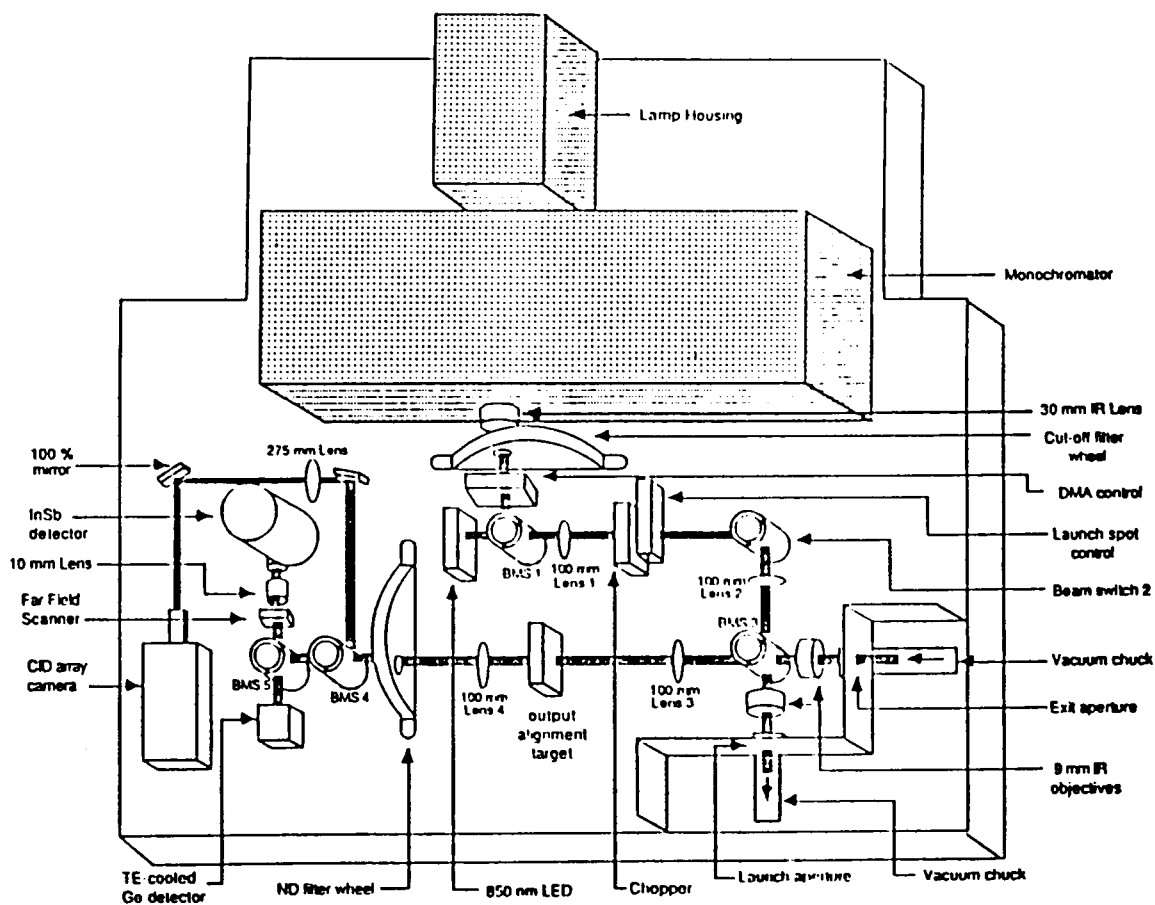 Lamp Housing
Monochromator
30 mm IR Lens
Cut-off filter
wheel
DMA control
Launch spot
control
Beam switch 2
Vacuum chuck
Exit aperture
9 mm IR
objectives
Vacuum chuck
Launch aperture
Chopper
850 nm LED
ND filter wheel
TE-cooled
Ge detector
100 %
mirror
InSb
detector
10 mm Lens
Far Field
Scanner
CID array
camera
275 mm Lens
BMS 1
100 mm
Lens 1
100 mm
Lens 2
BMS 3
100 mm
Lens 3
output
alignment
target
100 mm
Lens 4
BMS 4
BMS 5